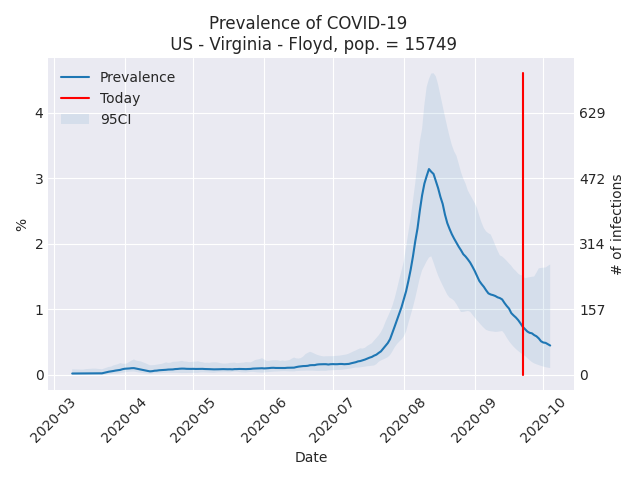 Prevalence of COVID-19
US - Virginia - Floyd, pop. = 15749
Prevalence
Today
95CI
4
3
2
1
0
%
629
472
314
157
0
# of infections
2020-03
2020-04
2020-05
2020-06
2020-07
2020-08
2020-09
2020-10
Date